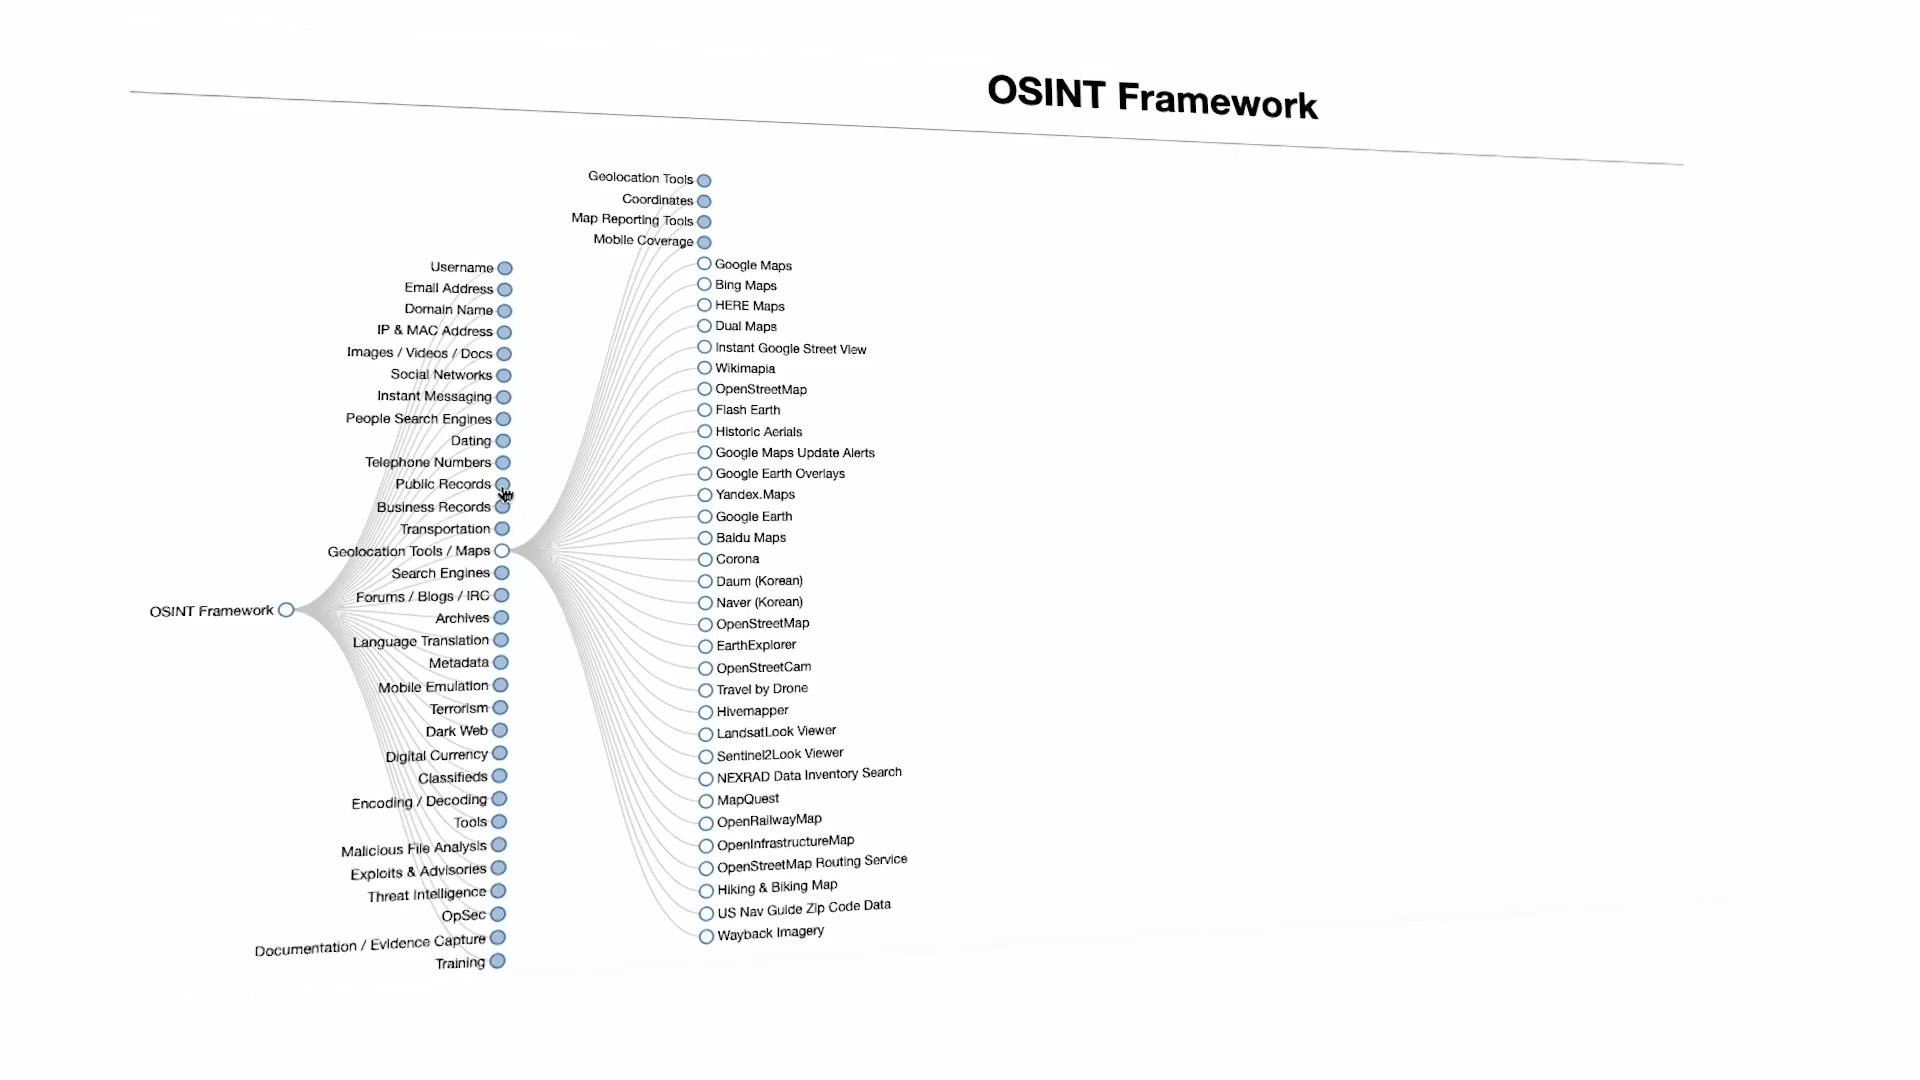 OSINT Framework
Geolocation Tools
Coordinates
Map Reporting Tools
Mobile Coverage
Username
Email Address
Domain Name
IP & MAC Address
Images / Videos / Docs
Social Networks
Instant Messaging
People Search Engines
Dating
Telephone Numbers
Public Records
Business Records
Transportation
Geolocation Tools / Maps
Search Engines
Forums / Blogs / IRC
OSINT Framework
Archives
Language Translation
Metadata
Mobile Emulation
Terrorism
Dark Web
Digital Currency
Classifieds
Encoding / Decoding
Tools
Malicious File Analysis
Exploits & Advisories
Threat Intelligence
OpSec
Documentation / Evidence Capture
Training
Google Maps
Bing Maps
HERE Maps
Dual Maps
Instant Google Street View
Wikimapia
OpenStreetMap
Flash Earth
Historic Aerials
Google Maps Update Alerts
Google Earth Overlays
Yandex.Maps
Google Earth
Baidu Maps
Corona
Daum (Korean)
Naver (Korean)
OpenStreetMap
EarthExplorer
OpenStreetCam
Travel by Drone
Hivemapper
LandsatLook Viewer
Sentinel2Look Viewer
NEXRAD Data Inventory Search
MapQuest
OpenRailwayMap
OpenInfrastructureMap
OpenStreetMap Routing Service
Hiking & Biking Map
US Nav Guide Zip Code Data
Wayback Imagery